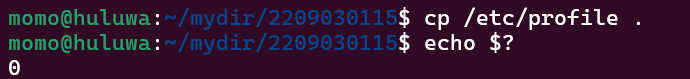 momo@huluwa:~/mydir/2209030115$ cp /etc/profile .
momo@huluwa:~/mydir/2209030115$ echo $?
0